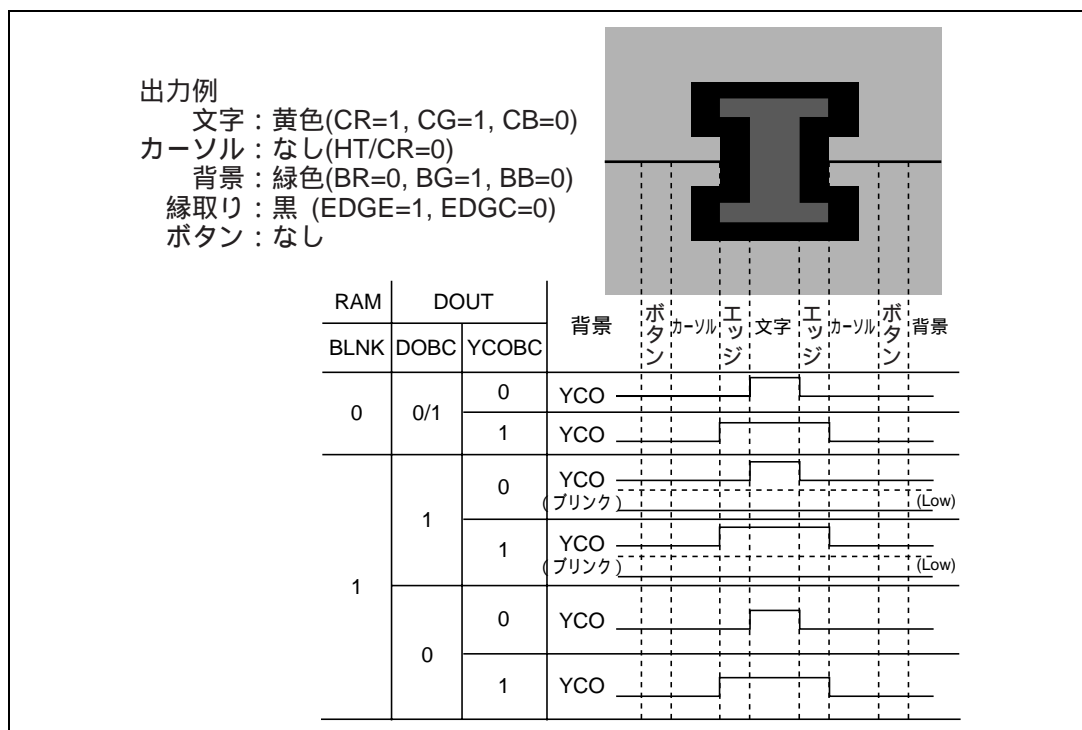 出力例
文字：黄色(CR=1, CG=1, CB=0)
カーソル：なし(HT/CR=0)
背景：緑色(BR=0, BG=1, BB=0)
縁取り：黒 (EDGE=1, EDGC=0)
ボタン：なし
RAM DOUT
BLNK DOBC YCOBC 背景 ボタン カーソル エッジ 文字 エッジ カーソル ボタン 背景
0 0/1 0 YCO
1 YCO
1 1 0 YCO
(ブリンク) (Low)
1 YCO
(ブリンク) (Low)
0 0 YCO
1 YCO